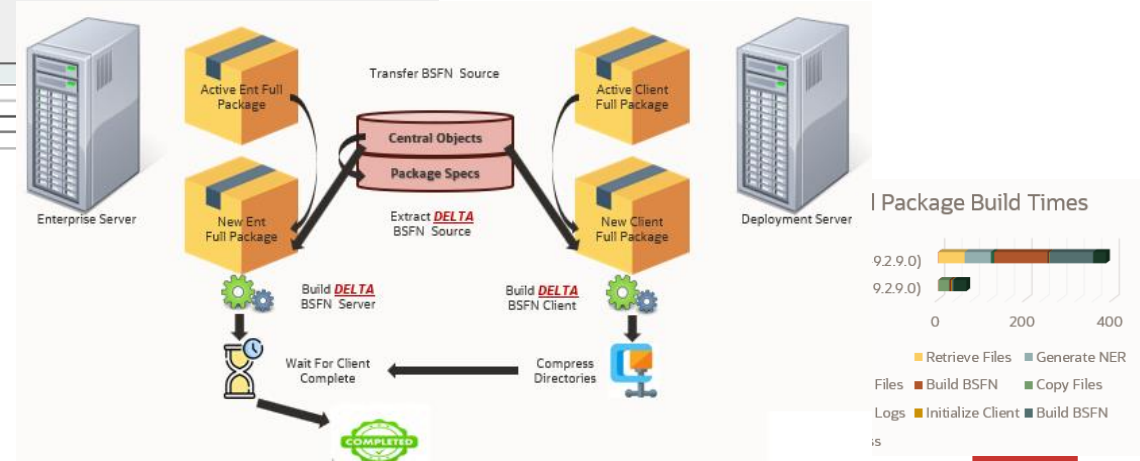 Transfer BSFN Source
Active Ent Full
Package
Active Client
Full Package
Central Objects
Package Specs
Enterprise Server
New Ent
Full Package
Extract DELTA
BSFN Source
New Client
Full Package
Deployment Server
Build DELTA
BSFN Server
Build DELTA
BSFN Client
Wait For Client
Complete
Compress
Directories
COMPLETED
Package Build Times
9.2.9.0)
9.2.9.0)
0 200 400
Retrieve Files Generate NER
Files Build BSFN Copy Files
Logs Initialize Client Build BSFN
ss